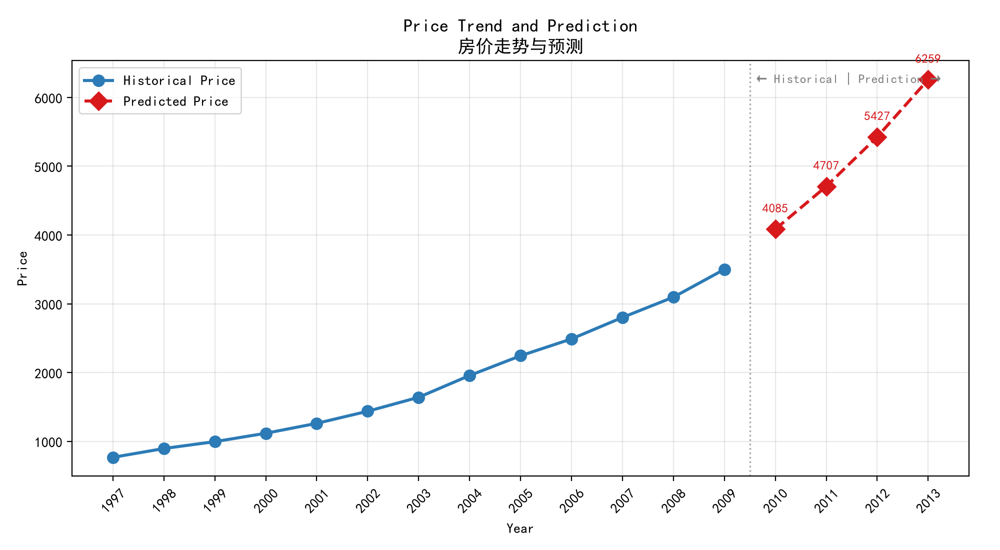 Price Trend and Prediction
房价走势与预测
Historical Price
Predicted Price
← Historical | Prediction →
6259
5427
4707
4085
Price
6000
5000
4000
3000
2000
1000
1997 1998 1999 2000 2001 2002 2003 2004 2005 2006 2007 2008 2009 2010 2011 2012 2013
Year